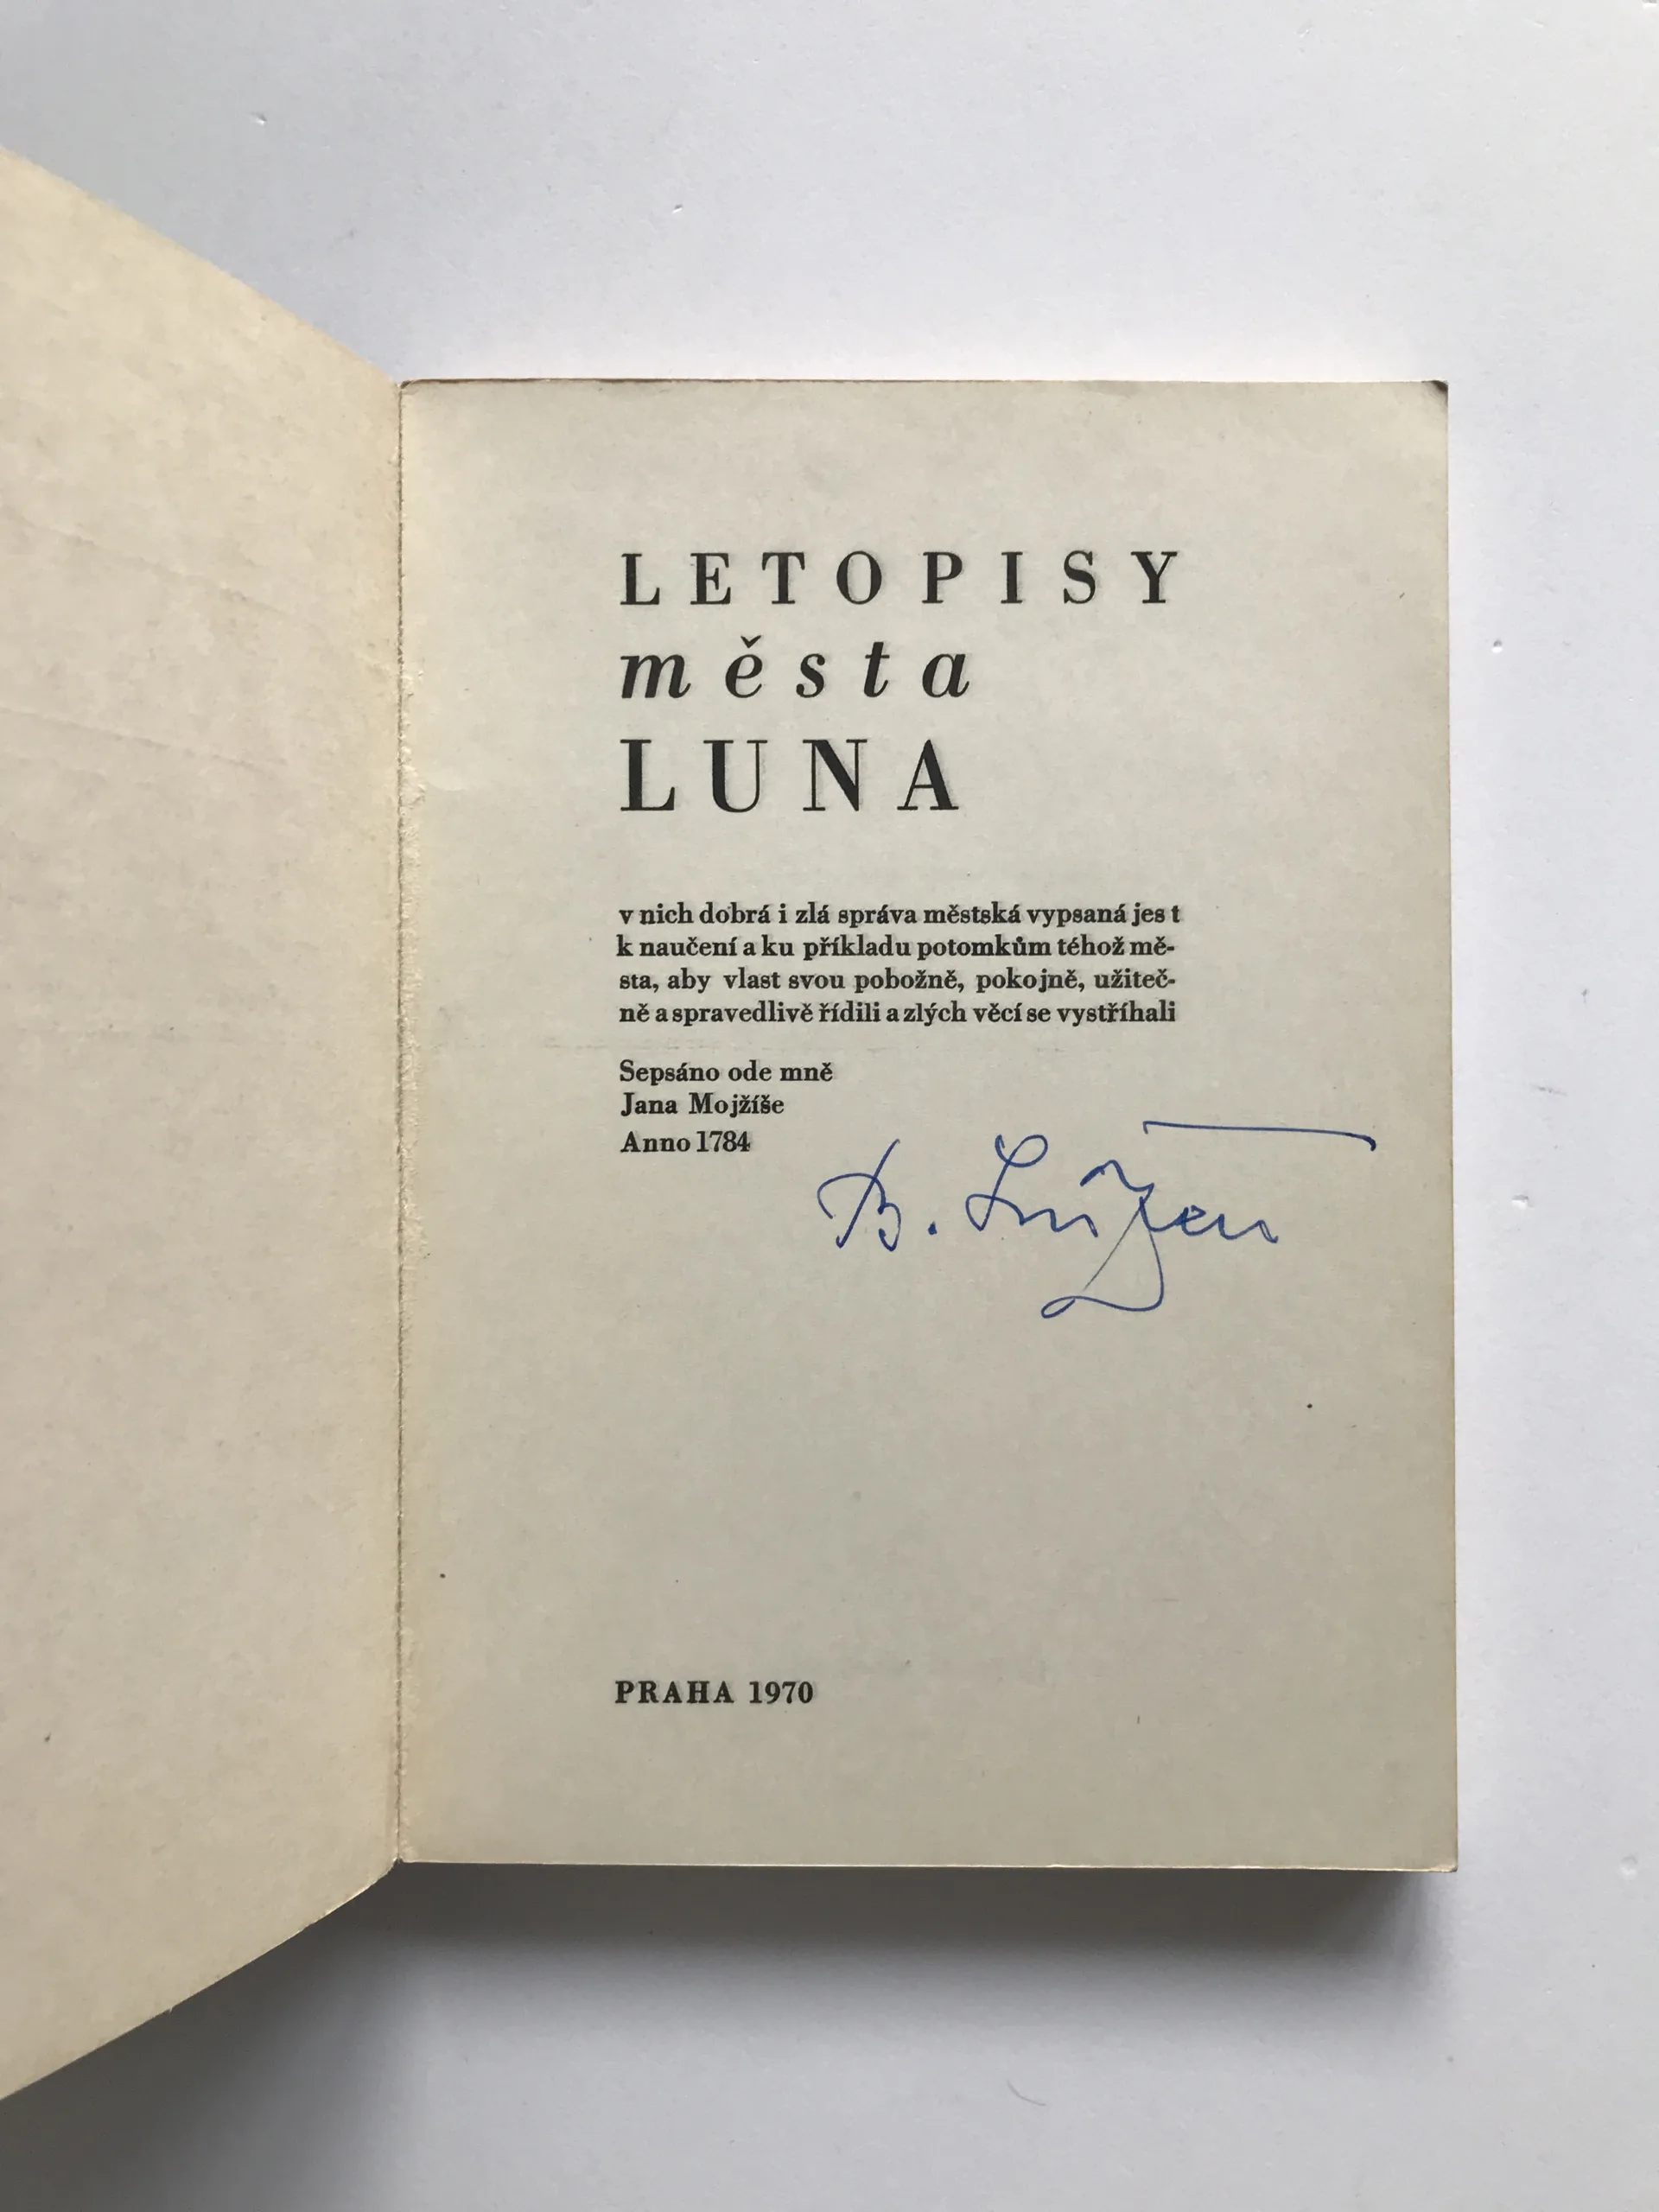 LETOPISY
města
LUNA
v nich dobrá i zlá správa městská vypsaná jest
k naučení a ku příkladu potomkům téhož mě-
sta, aby vlast svou pobožně, pokojně, užiteč-
ně a spravedlivě řídili a zlých věcí se vystříhali
Sepsáno ode mně
Jana Mojžíše
Anno 1784
B.
PRAHA 1970